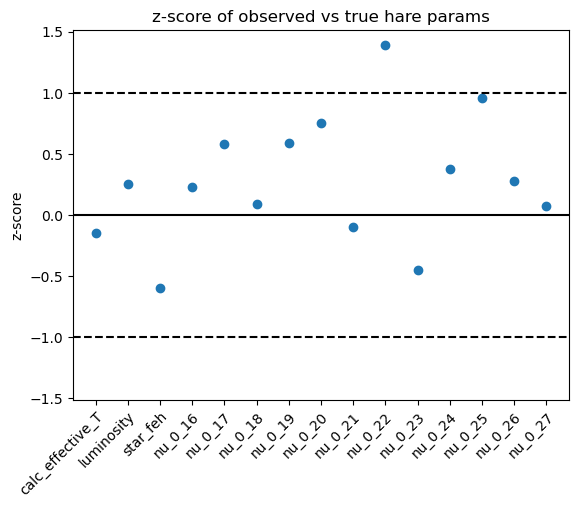 z-score of observed vs true hare params
1.5
1.0
0.5
0.0
−0.5
−1.0
−1.5
z-score
calc_effective_T
luminosity
star_feh
nu_0_16
nu_0_17
nu_0_18
nu_0_19
nu_0_20
nu_0_21
nu_0_22
nu_0_23
nu_0_24
nu_0_25
nu_0_26
nu_0_27